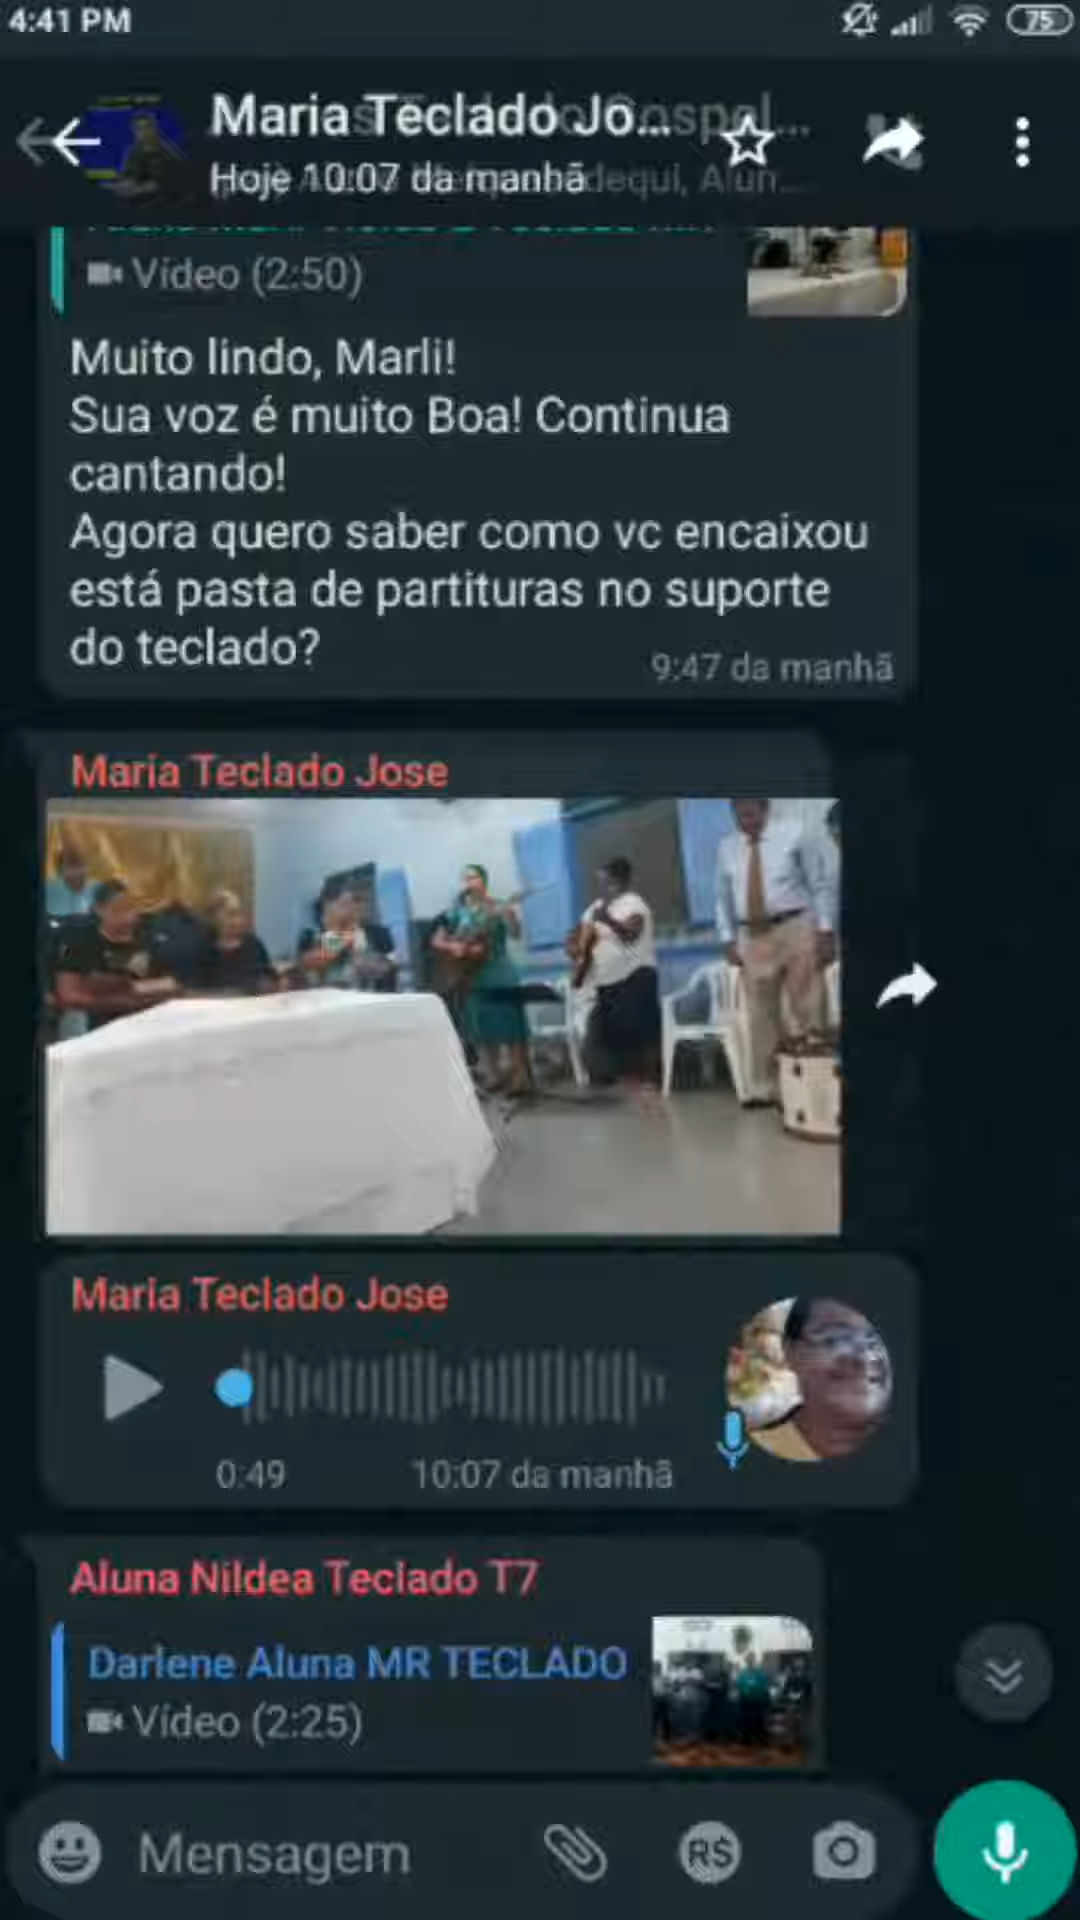 4:41 PM
75
Maria Teclado Jo...
Hoje 10:07 da manhã
Vídeo (2:50)
Muito lindo, Marli!
Sua voz é muito Boa! Continua
cantando!
Agora quero saber como vc encaixou
está pasta de partituras no suporte
do teclado?
9:47 da manhã
Maria Teclado Jose
Maria Teclado Jose
0:49
10:07 da manhã
Aluna Nildea Teclado T7
Darlene Aluna MR TECLADO
Vídeo (2:25)
Mensagem
R$